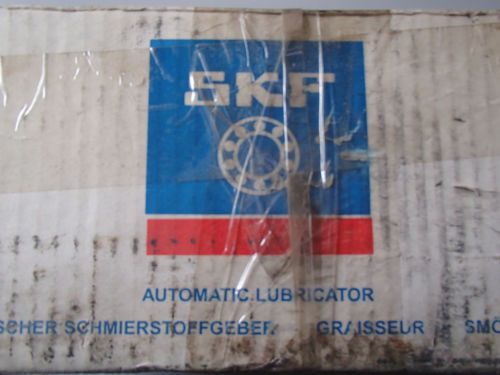 SKF
AUTOMATIC LUBRICATOR
SCHER SCHMIERSTOFFGEBER GRAISSEUR SMÖ